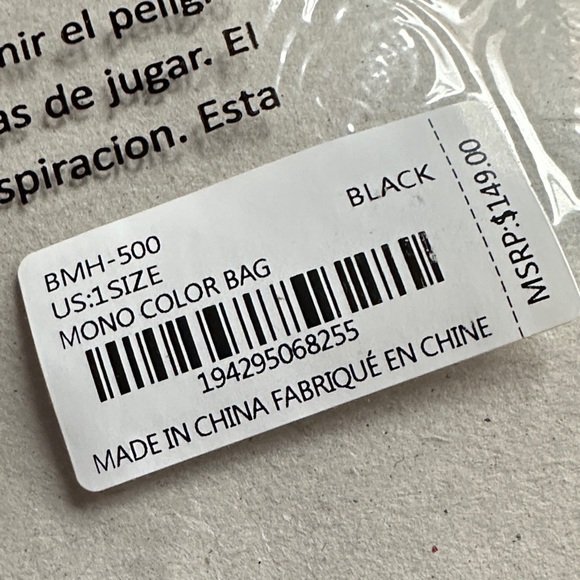 nir el
as de jugar. El
spiracion. Esta
BLACK
BMH-500
US:1SIZE
MONO COLOR BAG
194295068255
MADE IN CHINA FABRIQUÉ EN CHINE
MSRP:$149.00